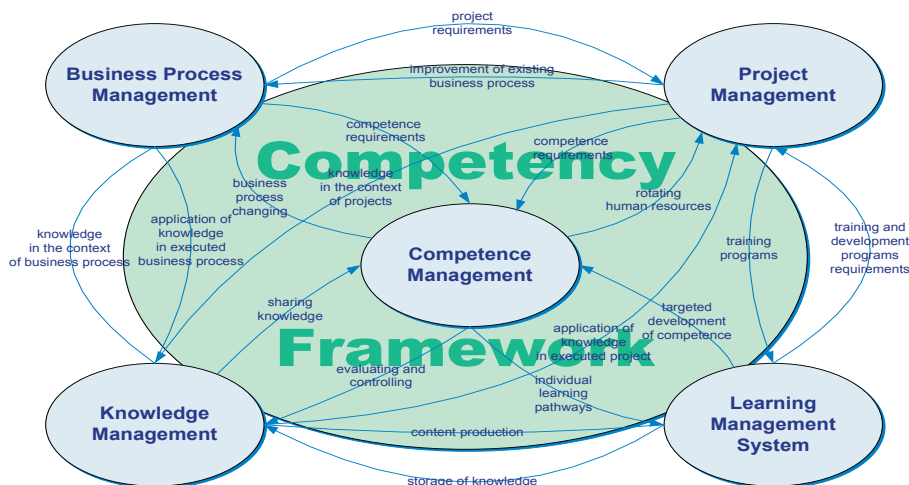 project
requirements
Business Process
Management
improvement of existing
business process
Project
Management
competence
requirements
competence
requirements
Competency
knowledge
in the context
of projects
business
process
changing
rotating
human resources
knowledge
in the context
of business process
application of
knowledge
in executed
business process
Competence
Management
training
programs
training and
development
programs
requirements
sharing
knowledge
targeted
development
of competence
Framework
application of
knowledge
in executed project
evaluating and
controlling
individual
learning
pathways
Knowledge
Management
content production
Learning
Management
System
storage of knowledge